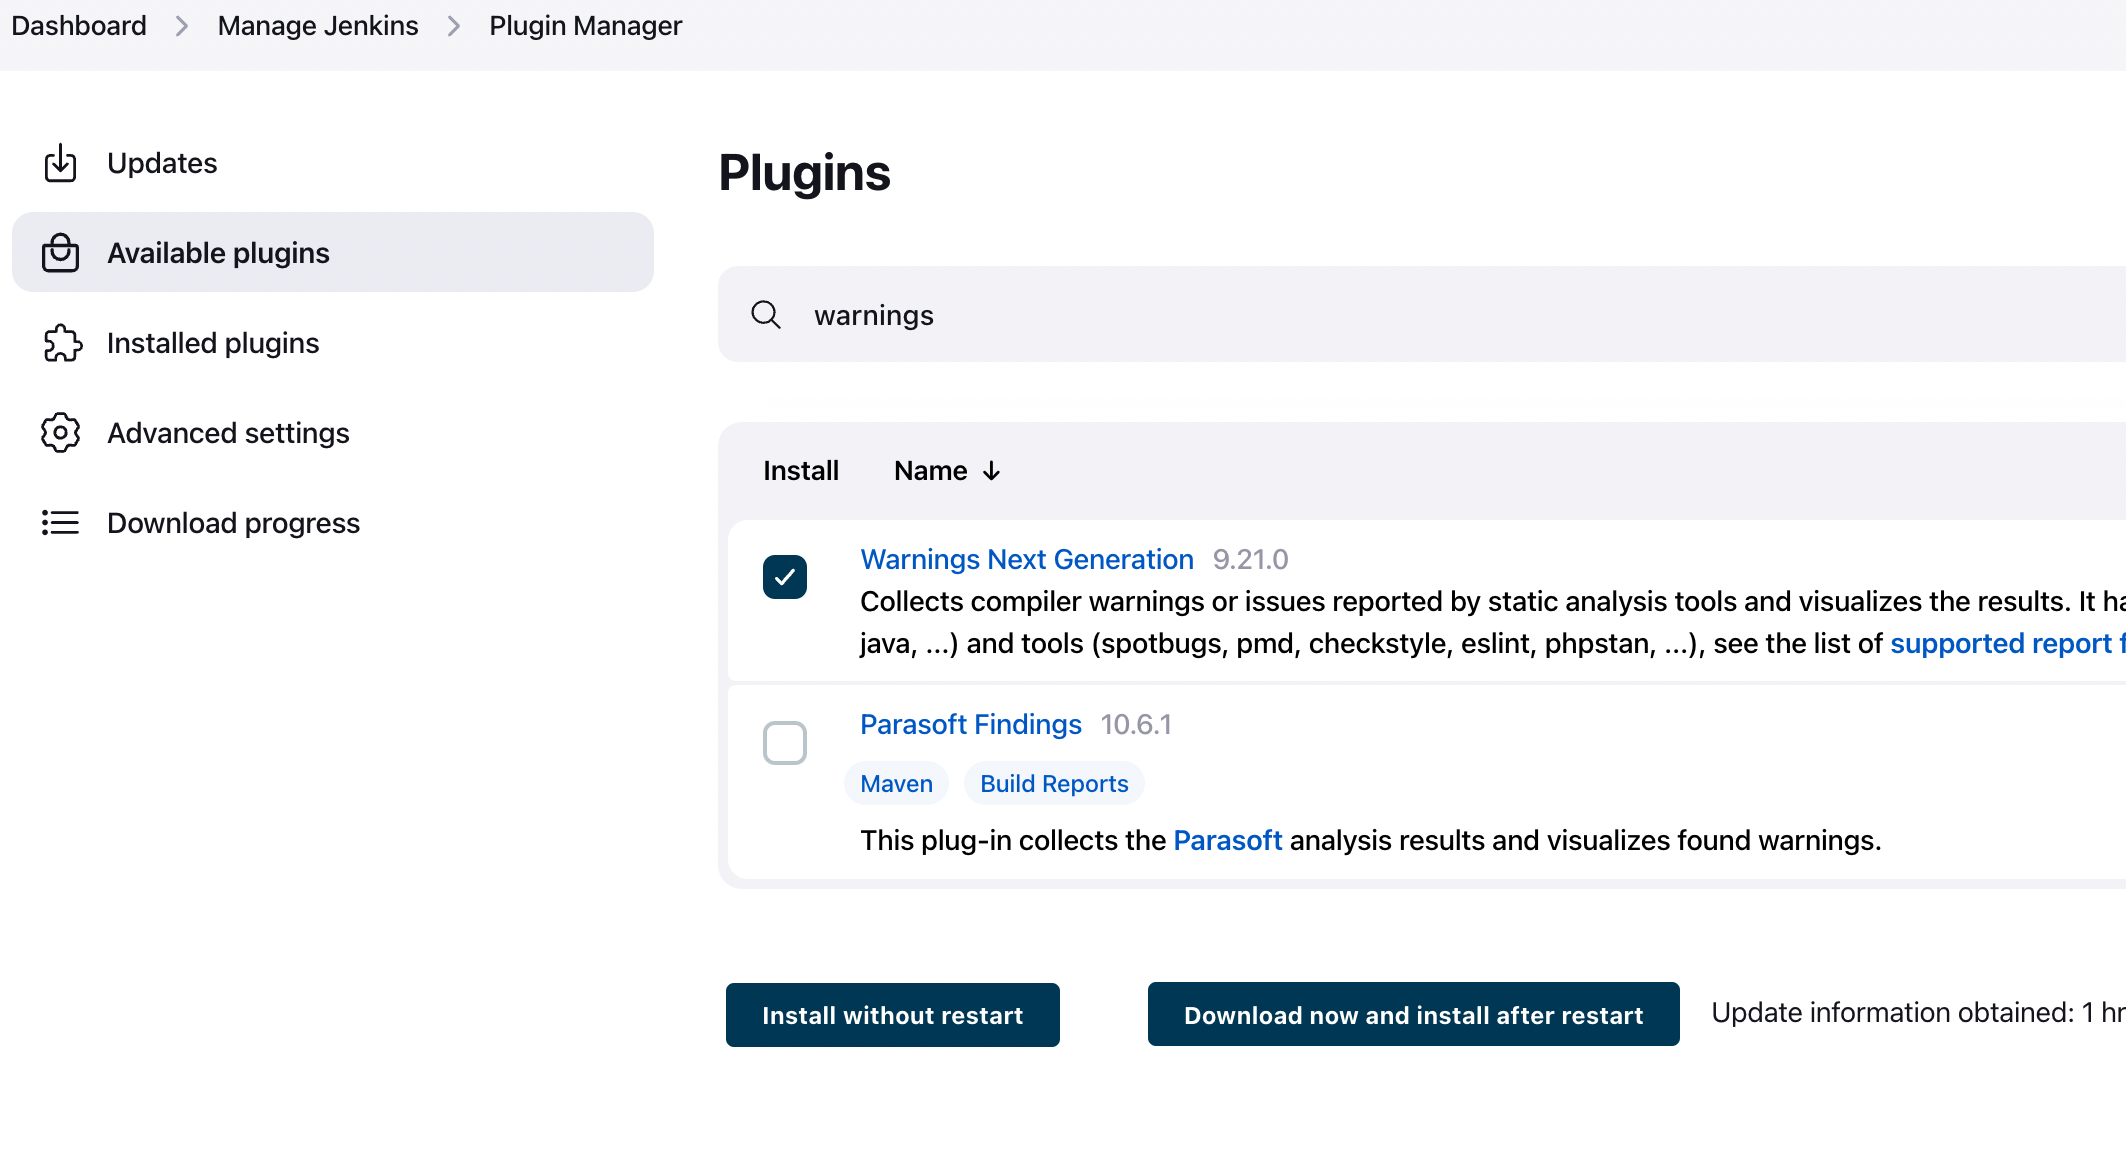 Dashboard > Manage Jenkins > Plugin Manager
Updates
Available plugins
Installed plugins
Advanced settings
Download progress
Plugins
warnings
Install Name ↓
Warnings Next Generation 9.21.0
Collects compiler warnings or issues reported by static analysis tools and visualizes the results. It
java, ...) and tools (spotbugs, pmd, checkstyle, eslint, phpstan, ...), see the list of supported report
Parasoft Findings 10.6.1
Maven Build Reports
This plug-in collects the Parasoft analysis results and visualizes found warnings.
Install without restart
Download now and install after restart
Update information obtained: 1 hr